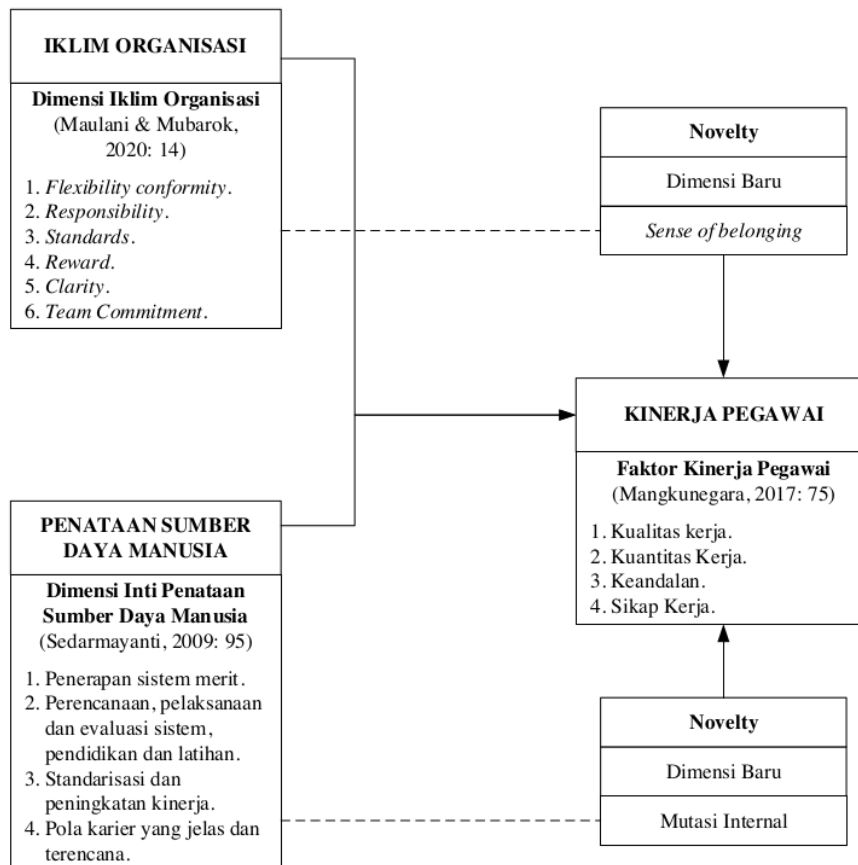 IKLIM ORGANISASI
Dimensi Iklim Organisasi
(Maulani & Mubarok,
2020: 14)
1. Flexibility conformity.
2. Responsibility.
3. Standards.
4. Reward.
5. Clarity.
6. Team Commitment.
Novelty
Dimensi Baru
Sense of belonging
KINERJA PEGAWAI
Faktor Kinerja Pegawai
(Mangkunegara, 2017: 75)
1. Kualitas kerja.
2. Kuantitas Kerja.
3. Keandalan.
4. Sikap Kerja.
PENATAAN SUMBER
DAYA MANUSIA
Dimensi Inti Penataan
Sumber Daya Manusia
(Sedarmayanti, 2009: 95)
1. Penerapan sistem merit.
2. Perencanaan, pelaksanaan
dan evaluasi sistem,
pendidikan dan latihan.
3. Standarisasi dan
peningkatan kinerja.
4. Pola karier yang jelas dan
terencana.
Novelty
Dimensi Baru
Mutasi Internal